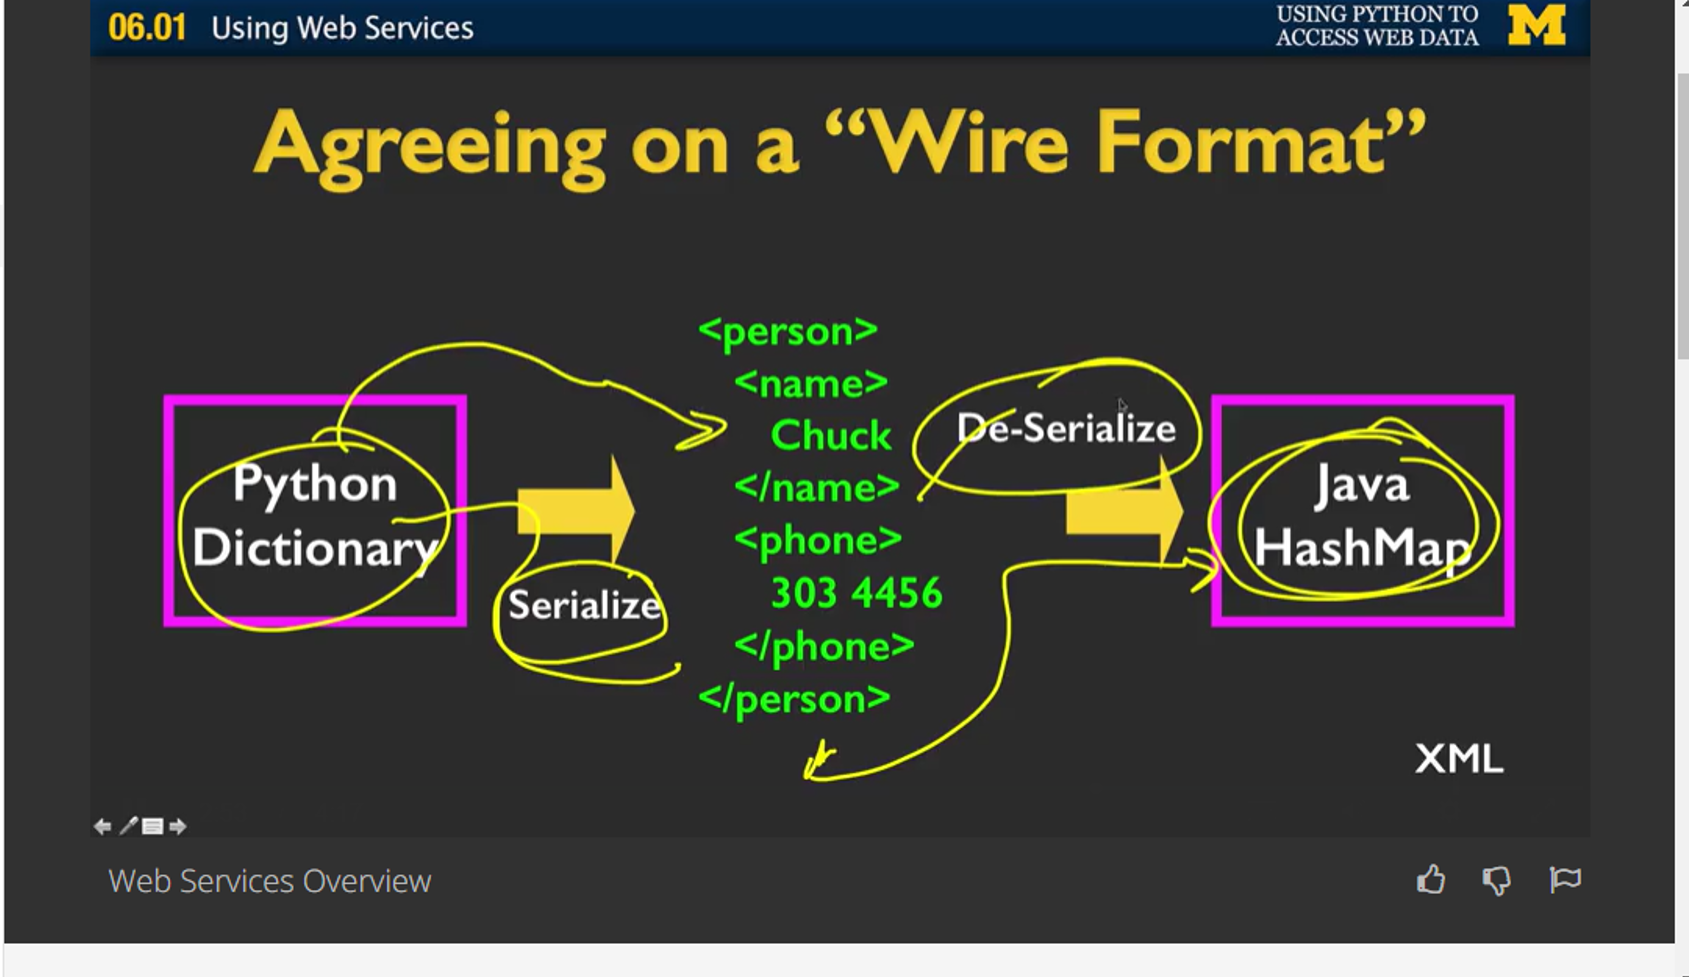 06.01 Using Web Services
USING PYTHON TO
ACCESS WEB DATA
M
Agreeing on a “Wire Format”
Python
Dictionary
Serialize
<person>
<name>
Chuck
</name>
<phone>
303 4456
</phone>
</person>
De-Serialize
Java
HashMap
XML
Web Services Overview